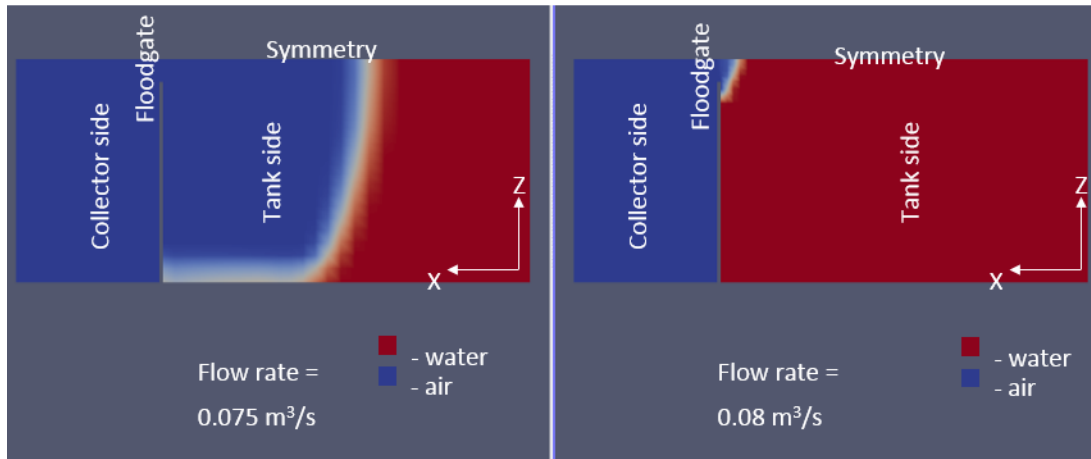 Symmetry
Floodgate
Collector side
Tank side
Z
X
- water
- air
Flow rate =
0.075 m³/s
Symmetry
Floodgate
Collector side
Tank side
Z
X
- water
- air
Flow rate =
0.08 m³/s